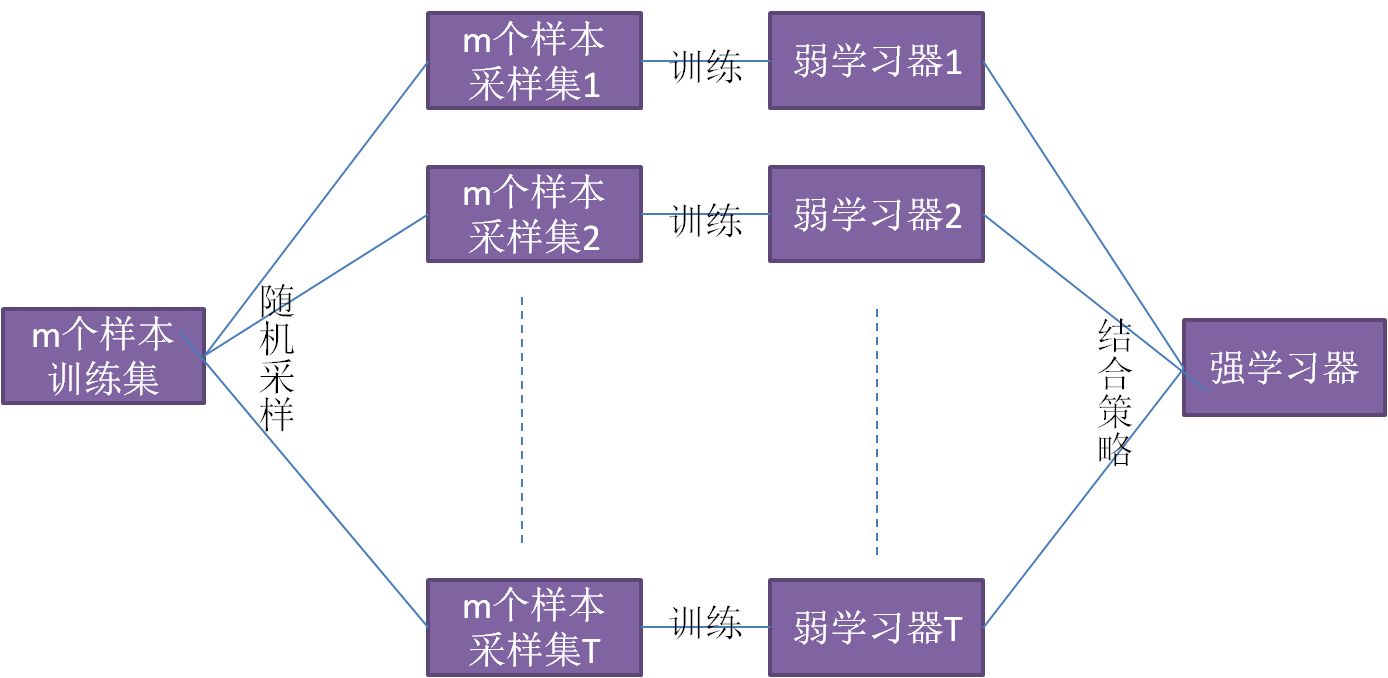 m个样本
采样集1
训练
弱学习器1
m个样本
采样集2
训练
弱学习器2
m个样本
训练集
随机采样
结合策略
强学习器
m个样本
采样集T
训练
弱学习器T